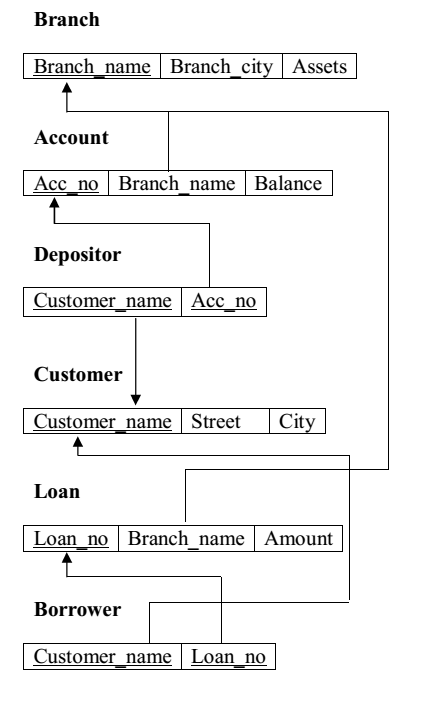 Branch
Branch_name Branch_city Assets
Account
Acc_no Branch_name Balance
Depositor
Customer_name Acc_no
Customer
Customer_name Street City
Loan
Loan_no Branch_name Amount
Borrower
Customer_name Loan_no